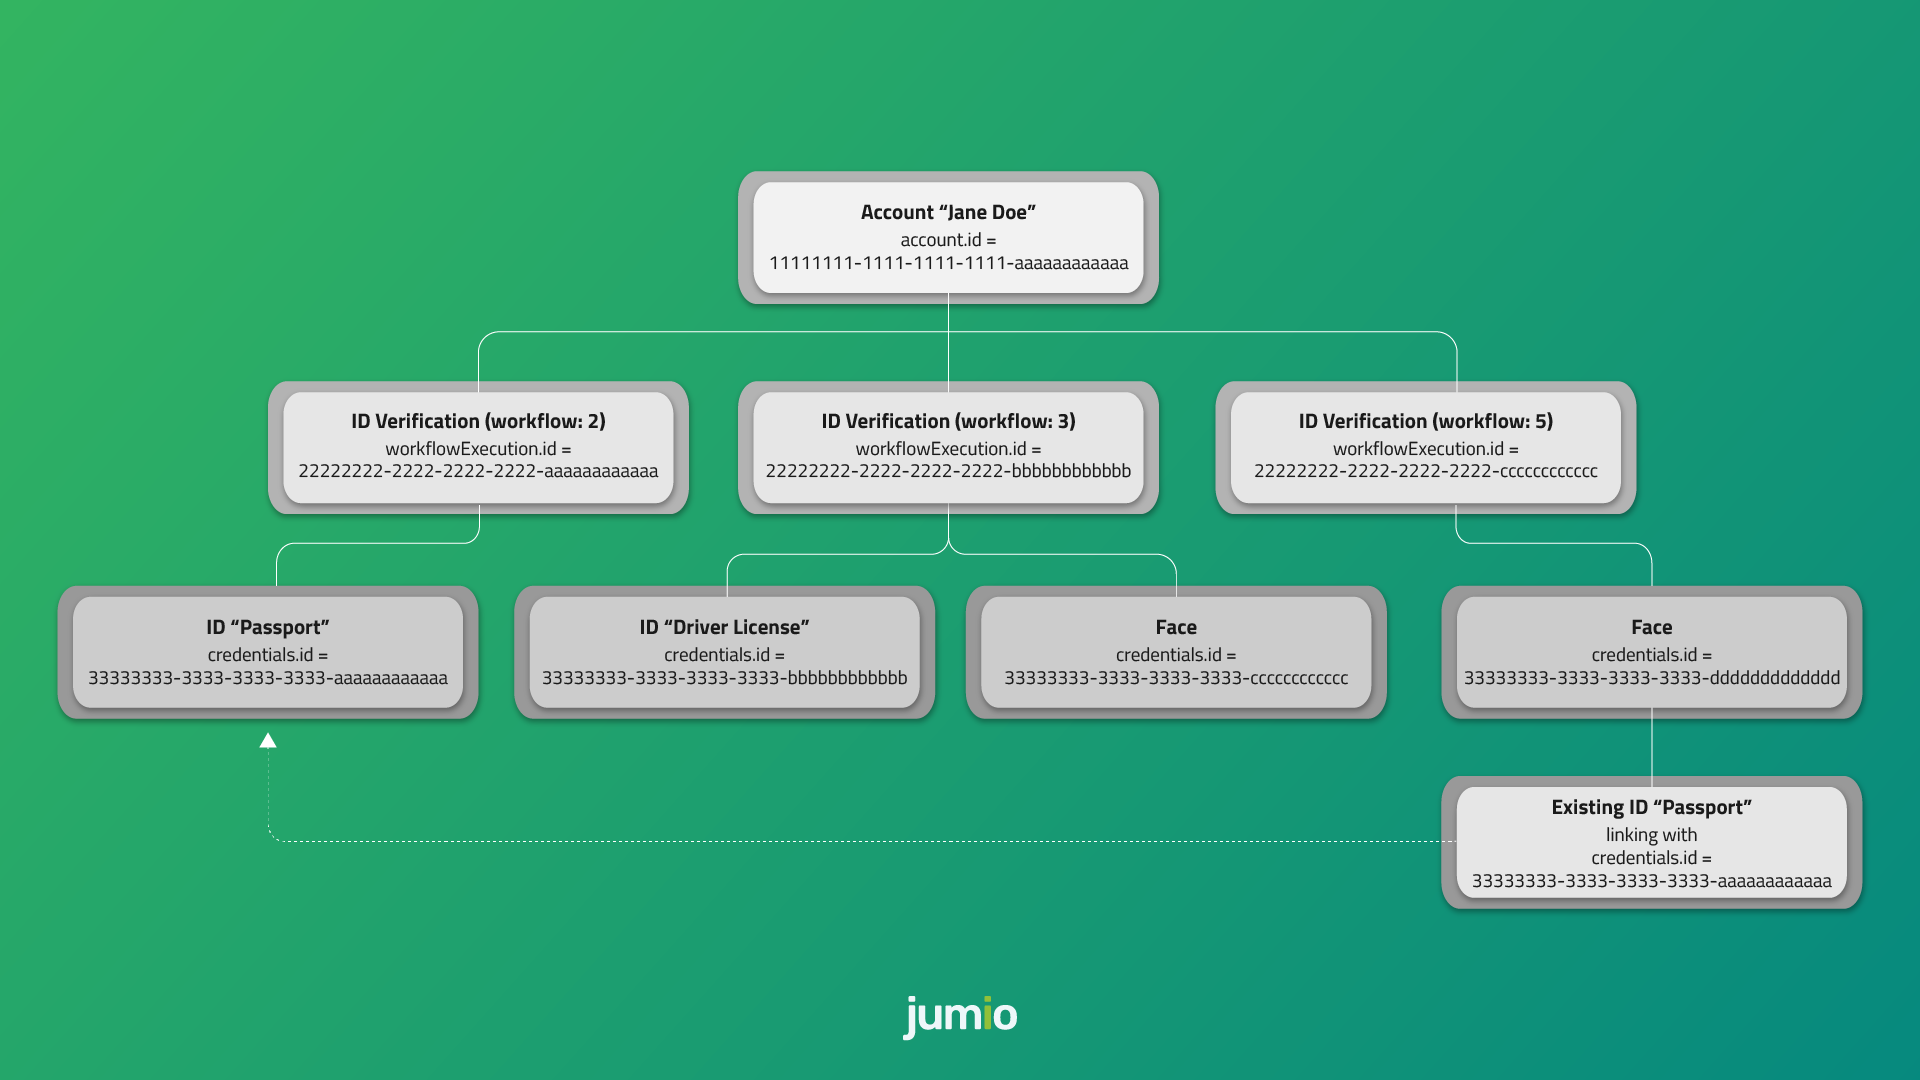 Account “Jane Doe”
account.id =
11111111-1111-1111-1111-aaaaaaaaaaaa
ID Verification (workflow: 2)
workflowExecution.id =
22222222-2222-2222-2222-aaaaaaaaaaaa
ID Verification (workflow: 3)
workflowExecution.id =
22222222-2222-2222-2222-bbbbbbbbbbbb
ID Verification (workflow: 5)
workflowExecution.id =
22222222-2222-2222-2222-cccccccccccc
ID “Passport”
credentials.id =
33333333-3333-3333-3333-aaaaaaaaaaaa
ID “Driver License”
credentials.id =
33333333-3333-3333-3333-bbbbbbbbbbbb
Face
credentials.id =
33333333-3333-3333-3333-cccccccccccc
Face
credentials.id =
33333333-3333-3333-3333-ddddddddddddd
Existing ID “Passport”
linking with
credentials.id =
33333333-3333-3333-3333-aaaaaaaaaaaa
jumio